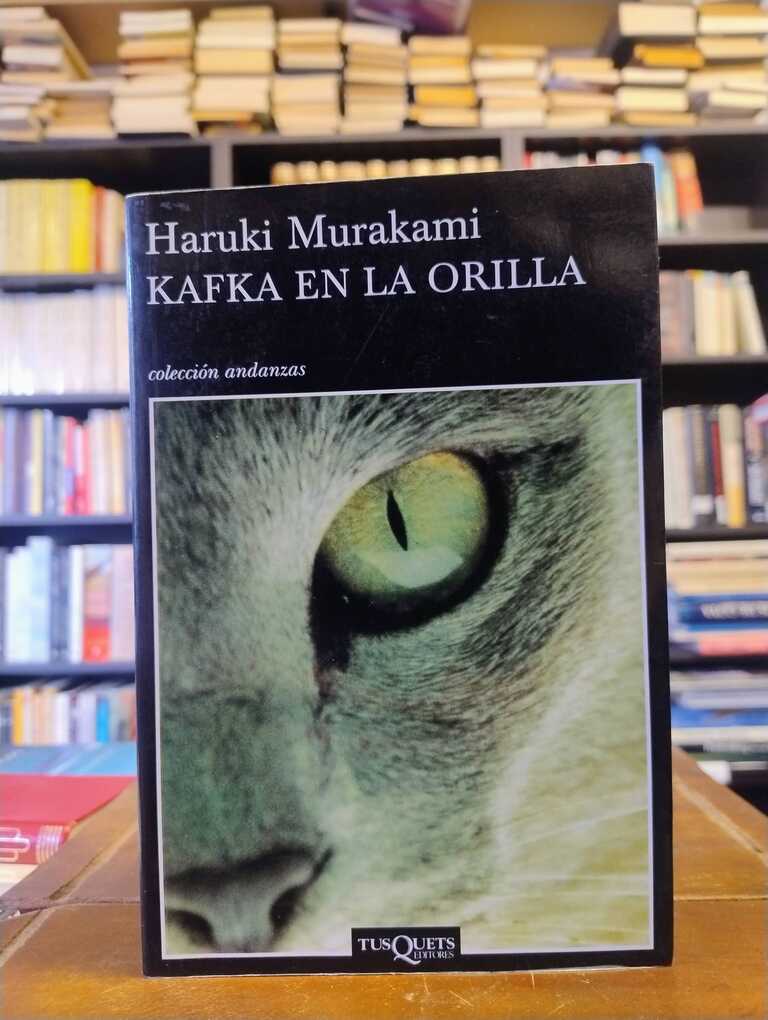 Haruki Murakami
KAFKA EN LA ORILLA
colección andanzas
TUSQUETS
EDITORES